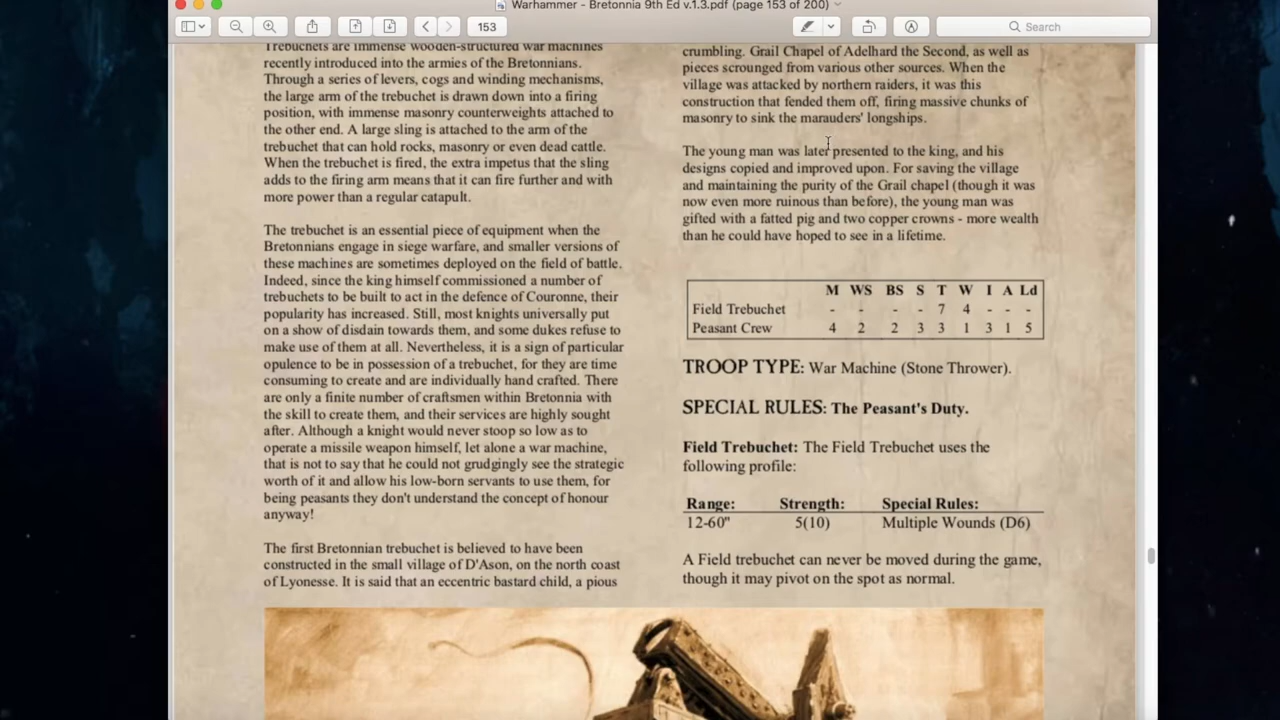 Warhammer - Bretonnia 9th Ed v.1.3.pdf (page 153 of 200)
153
Search
Trebuchets are immense wooden-structured war machines
recently introduced into the armies of the Bretonnians.
Through a series of levers, cogs and winding mechanisms,
the large arm of the trebuchet is drawn down into a firing
position, with immense masonry counterweights attached to
the other end. A large sling is attached to the arm of the
trebuchet that can hold rocks, masonry or even dead cattle.
When the trebuchet is fired, the extra impetus that the sling
adds to the firing arm means that it can fire further and with
more power than a regular catapult.
The trebuchet is an essential piece of equipment when the
Bretonnians engage in siege warfare, and smaller versions of
these machines are sometimes deployed on the field of battle.
Indeed, since the king himself commissioned a number of
trebuchets to be built to act in the defence of Couronne, their
popularity has increased. Still, most knights universally put
on a show of disdain towards them, and some dukes refuse to
make use of them at all. Nevertheless, it is a sign of particular
opulence to be in possession of a trebuchet, for they are time
consuming to create and are individually hand crafted. There
are only a finite number of craftsmen within Bretonnia with
the skill to create them, and their services are highly sought
after. Although a knight would never stoop so low as to
operate a missile weapon himself, let alone a war machine,
that is not to say that he could not grudgingly see the strategic
worth of it and allow his low-born servants to use them, for
being peasants they don't understand the concept of honour
anyway!
The first Bretonnian trebuchet is believed to have been
constructed in the small village of D'Ason, on the north coast
of Lyonesse. It is said that an eccentric bastard child, a pious
crumbling. Grail Chapel of Adelhard the Second, as well as
pieces scrounged from various other sources. When the
village was attacked by northern raiders, it was this
construction that fended them off, firing massive chunks of
masonry to sink the marauders' longships.
The young man was later presented to the king, and his
designs copied and improved upon. For saving the village
and maintaining the purity of the Grail chapel (though it was
now even more ruinous than before), the young man was
gifted with a fatted pig and two copper crowns - more wealth
than he could have hoped to see in a lifetime.
M WS BS S T W I A Ld
Field Trebuchet - - - - 7 4 - - -
Peasant Crew 4 2 2 3 3 1 3 1 5
TROOP TYPE: War Machine (Stone Thrower).
SPECIAL RULES: The Peasant's Duty.
Field Trebuchet: The Field Trebuchet uses the
following profile:
Range: Strength: Special Rules:
12-60" 5(10) Multiple Wounds (D6)
A Field trebuchet can never be moved during the game,
though it may pivot on the spot as normal.